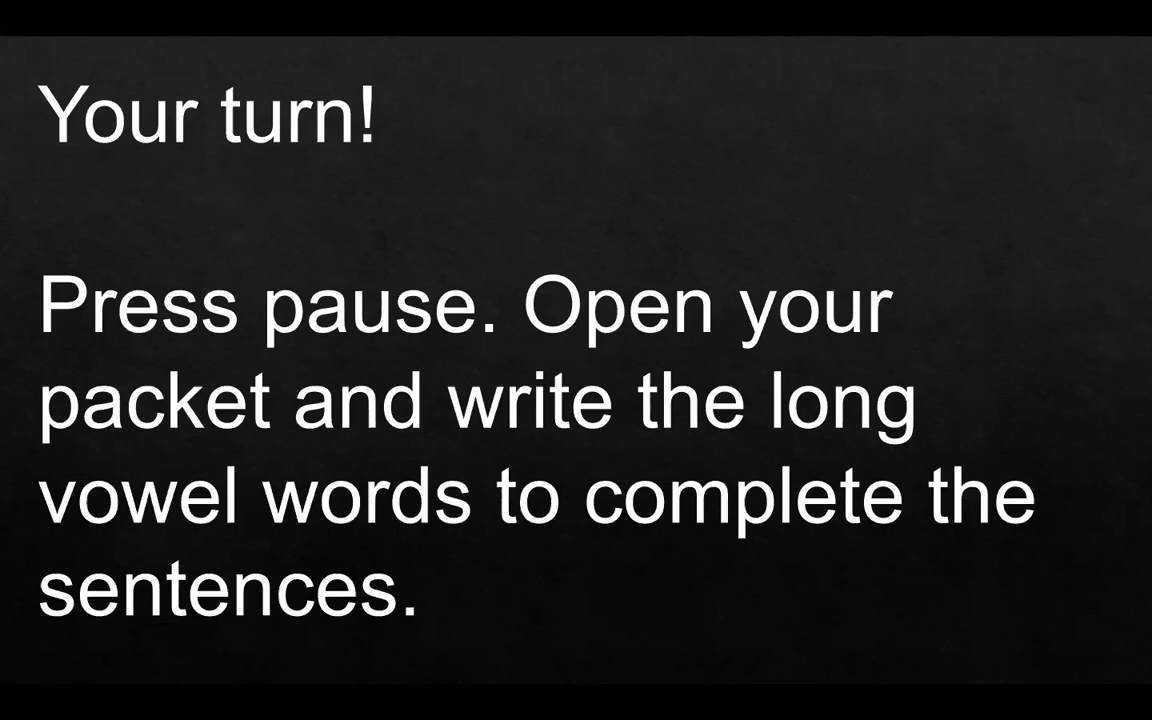 Your turn!
Press pause. Open your
packet and write the long
vowel words to complete the
sentences.